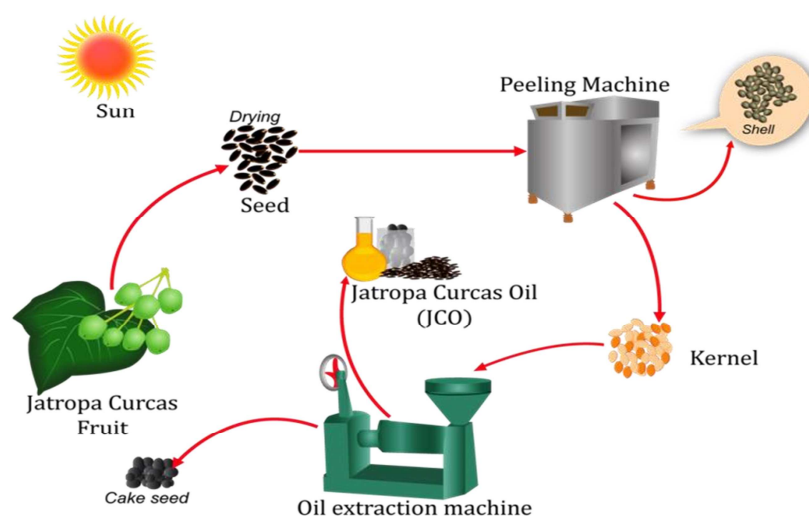 Sun
Drying
Seed
Peeling Machine
Shell
Jatropa Curcas Oil
(JCO)
Kernel
Jatropa Curcas
Fruit
Cake seed
Oil extraction machine